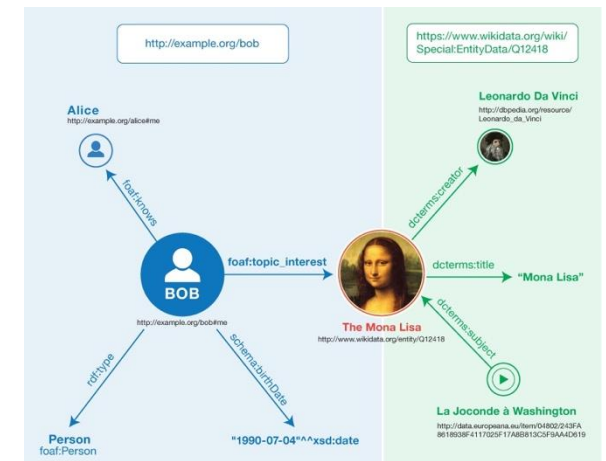 http://example.org/bob
https://www.wikidata.org/wiki/
Special:EntityData/Q12418
Alice
http://example.org/alice#me
Leonardo Da Vinci
http://dbpedia.org/resource/
Leonardo_da_Vinci
foaf:knows
dcterms:creator
foaf:topic_interest
BOB
http://example.org/bob#me
dcterms:title
"Mona Lisa"
The Mona Lisa
http://www.wikidata.org/entity/Q12418
dcterms:subject
rdf:type
schema:birthDate
La Joconde à Washington
http://data.europeana.eu/item/04802/243FA
8618938F4117025F17A8B813C5F9AA4D619
Person
foaf:Person
"1990-07-04"^^xsd:date